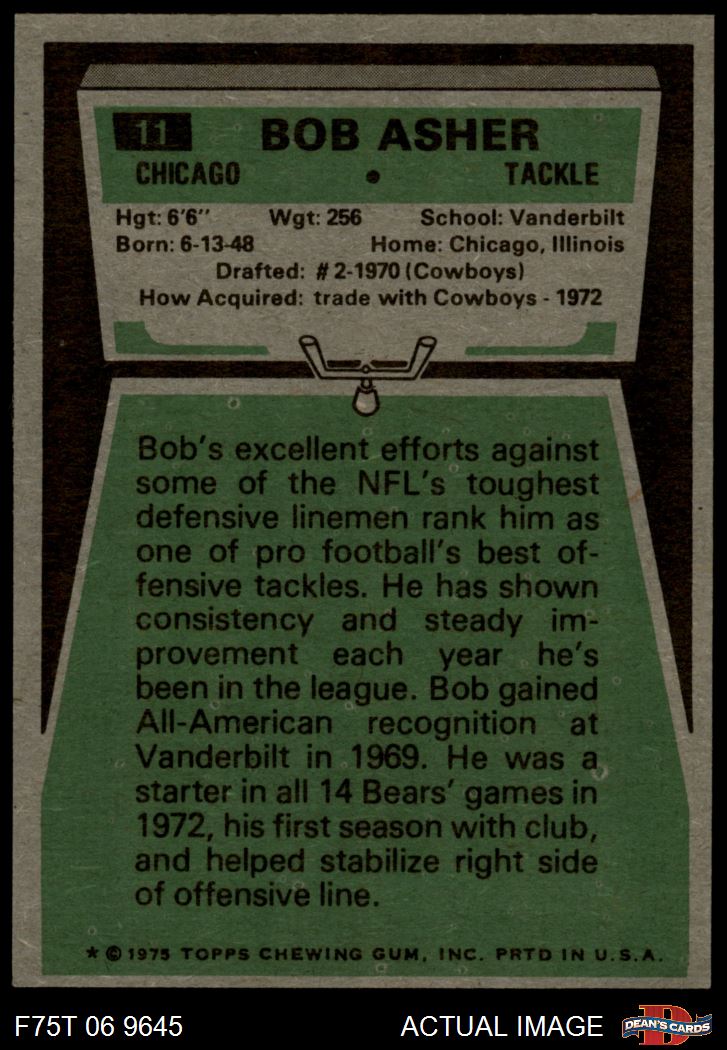 11 BOB ASHER
CHICAGO • TACKLE
Hgt: 6'6" Wgt: 256 School: Vanderbilt
Born: 6-13-48 Home: Chicago, Illinois
Drafted: #2-1970 (Cowboys)
How Acquired: trade with Cowboys - 1972
Bob's excellent efforts against
some of the NFL's toughest
defensive linemen rank him as
one of pro football's best of-
fensive tackles. He has shown
consistency and steady im-
provement each year he's
been in the league. Bob gained
All-American recognition at
Vanderbilt in 1969. He was a
starter in all 14 Bears' games in
1972, his first season with club,
and helped stabilize right side
of offensive line.
* © 1975 TOPPS CHEWING GUM, INC. PRTD IN U.S.A.
F75T 06 9645 ACTUAL IMAGE D DEAN'S CARDS